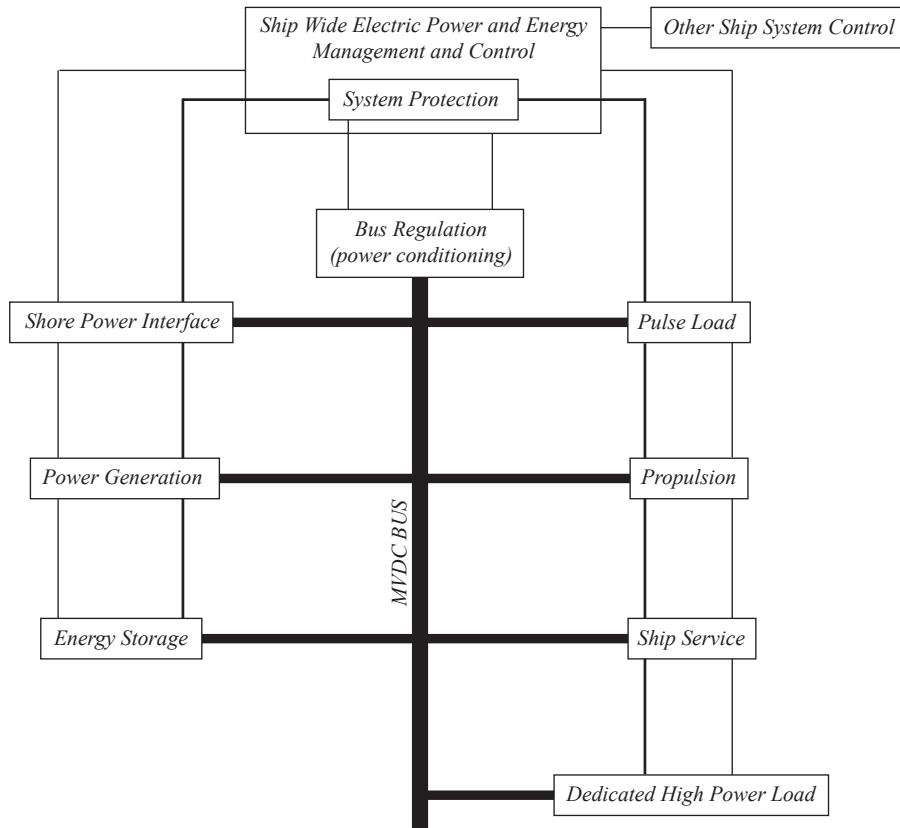 Ship Wide Electric Power and Energy
Management and Control
Other Ship System Control
System Protection
Bus Regulation
(power conditioning)
Shore Power Interface
Pulse Load
Power Generation
Propulsion
MVDC BUS
Energy Storage
Ship Service
Dedicated High Power Load